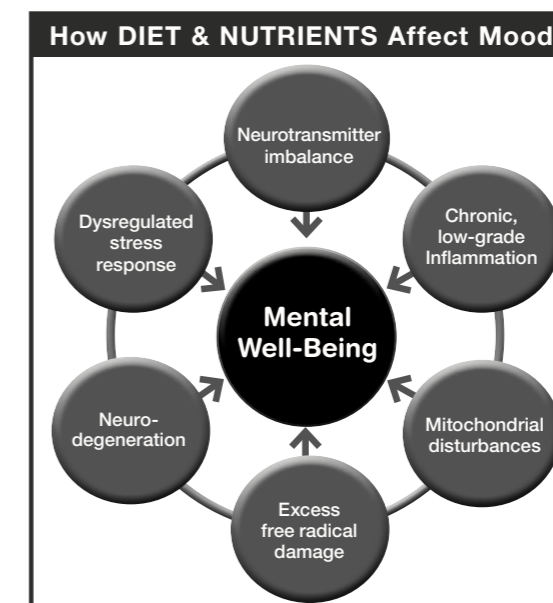 How DIET & NUTRIENTS Affect Mood
Neurotransmitter
imbalance
Dysregulated
stress
response
Chronic,
low-grade
Inflammation
Mental
Well-Being
Neuro-
degeneration
Mitochondrial
disturbances
Excess
free radical
damage